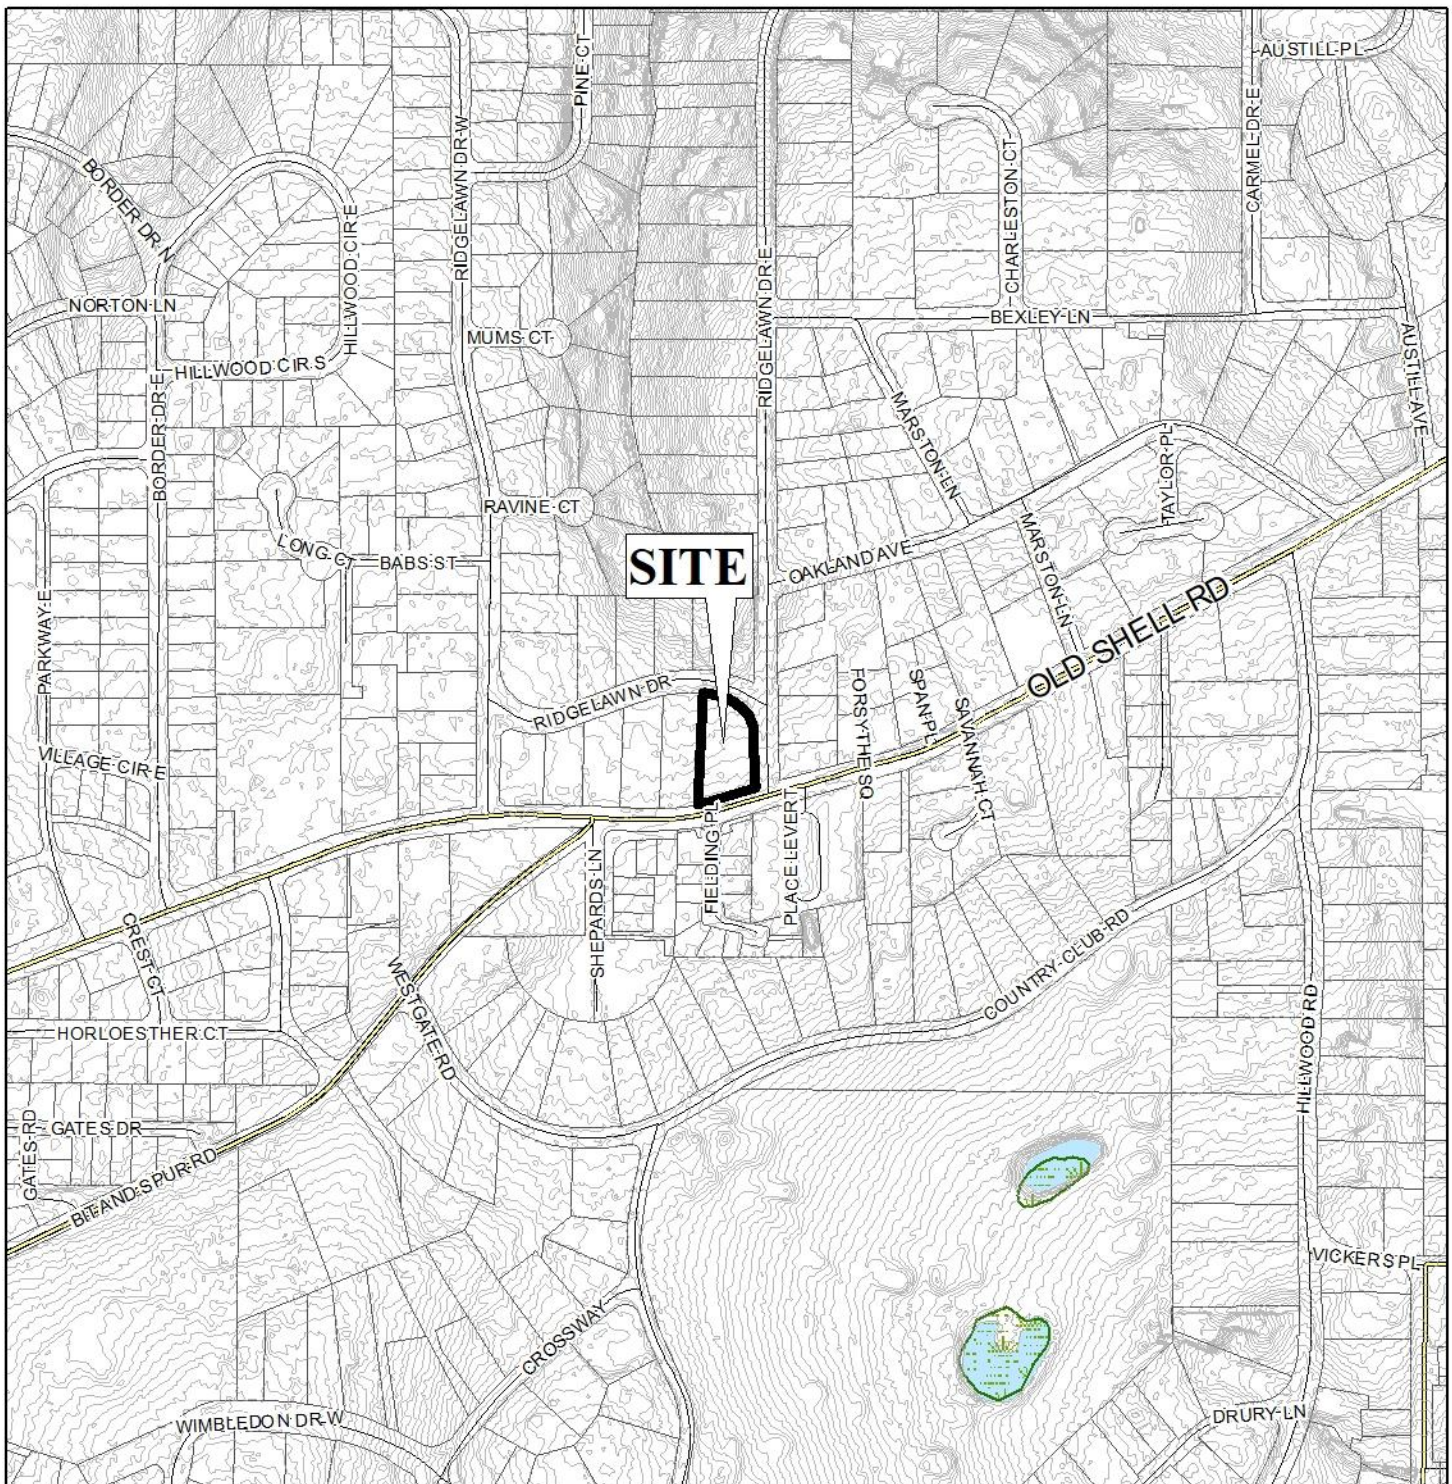 AUSTILL PL
PINE CT
CARMEL DR E
RIDGELAWN DR W
CHARLESTON CT
BORDER DR N
HILLWOOD CIR E
RIDGELAWN DR E
NORTON LN
BEXLEY LN
MUMS CT
AUSTILL AVE
HILLWOOD CIR S
BORDER DR E
MARSTON LN
TAYLOR PL
RAVINE CT
MARSTON LN
LONG CT
BABS ST
SITE
OAKLAND AVE
PARKWAY E
OLD SHELL RD
RIDGELAWN DR
FORSYTHE SQ
SPAN PL
SAVANNAH CT
VILLAGE CIR E
FIELDING PL
PLACE LEVERT
SHEPARDS LN
CREST CT
WESTGATE RD
COUNTRY CLUB RD
HORLOESTHER CT
HILLWOOD RD
GATES RD
GATES DR
BIT AND SPUR RD
VICKERS PL
CROSSWAY
WIMBLEDON DR W
DRURY LN